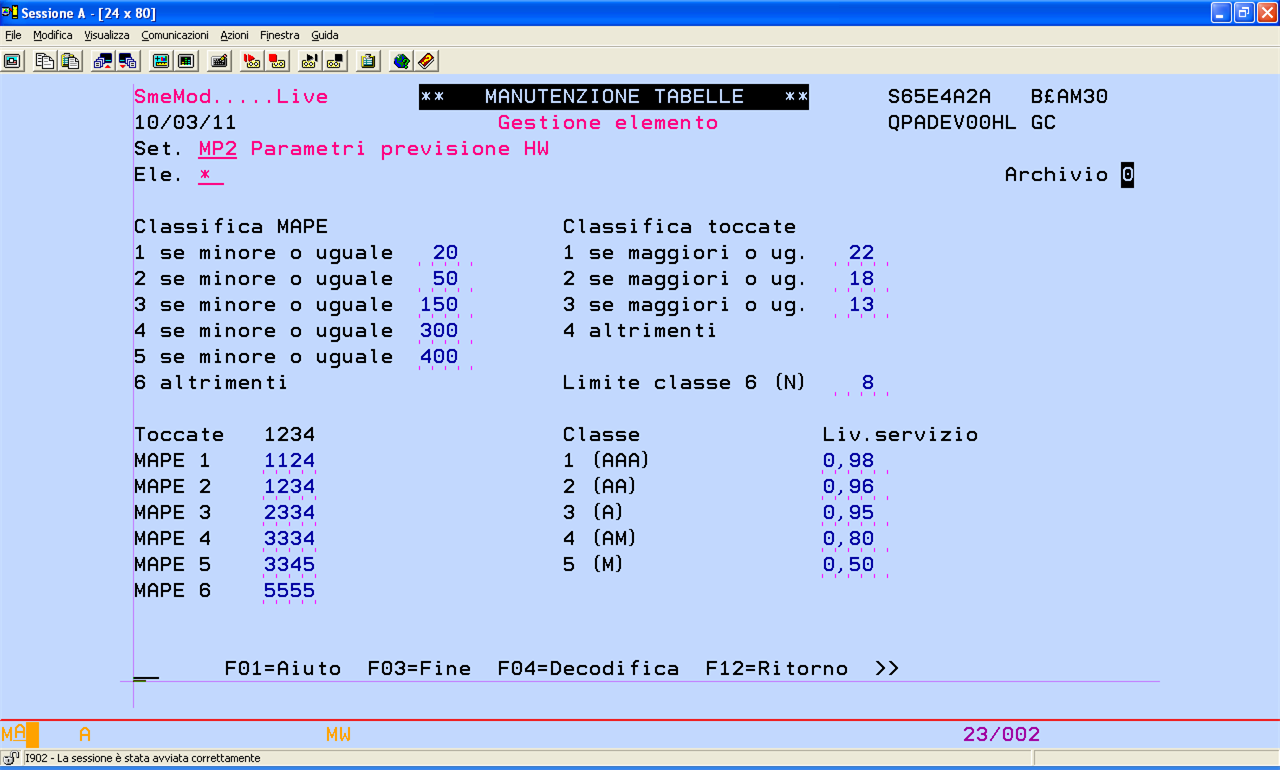 Sessione A - [24 x 80]
File Modifica Visualizza Comunicazioni Azioni Finestra Guida
SmeMod.....Live ** MANUTENZIONE TABELLE ** S65E4A2A B£AM30
10/03/11 Gestione elemento QPADEV00HL GC
Set. MP2 Parametri previsione HW
Ele. * Archivio 0
Classifica MAPE Classifica toccate
1 se minore o uguale 20 1 se maggiori o ug. 22
2 se minore o uguale 50 2 se maggiori o ug. 18
3 se minore o uguale 150 3 se maggiori o ug. 13
4 se minore o uguale 300 4 altrimenti
5 se minore o uguale 400
6 altrimenti Limite classe 6 (N) 8
Toccate 1234 Classe Liv.servizio
MAPE 1 1124 1 (AAA) 0,98
MAPE 2 1234 2 (AA) 0,96
MAPE 3 2334 3 (A) 0,95
MAPE 4 3334 4 (AM) 0,80
MAPE 5 3345 5 (M) 0,50
MAPE 6 5555
F01=Aiuto F03=Fine F04=Decodifica F12=Ritorno >>
MA A MW 23/002
I902 - La sessione è stata avviata correttamente